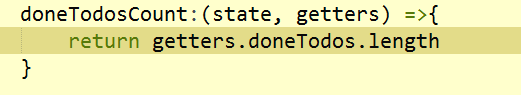 doneTodosCount:(state, getters) =>{
    return getters.doneTodos.length
}